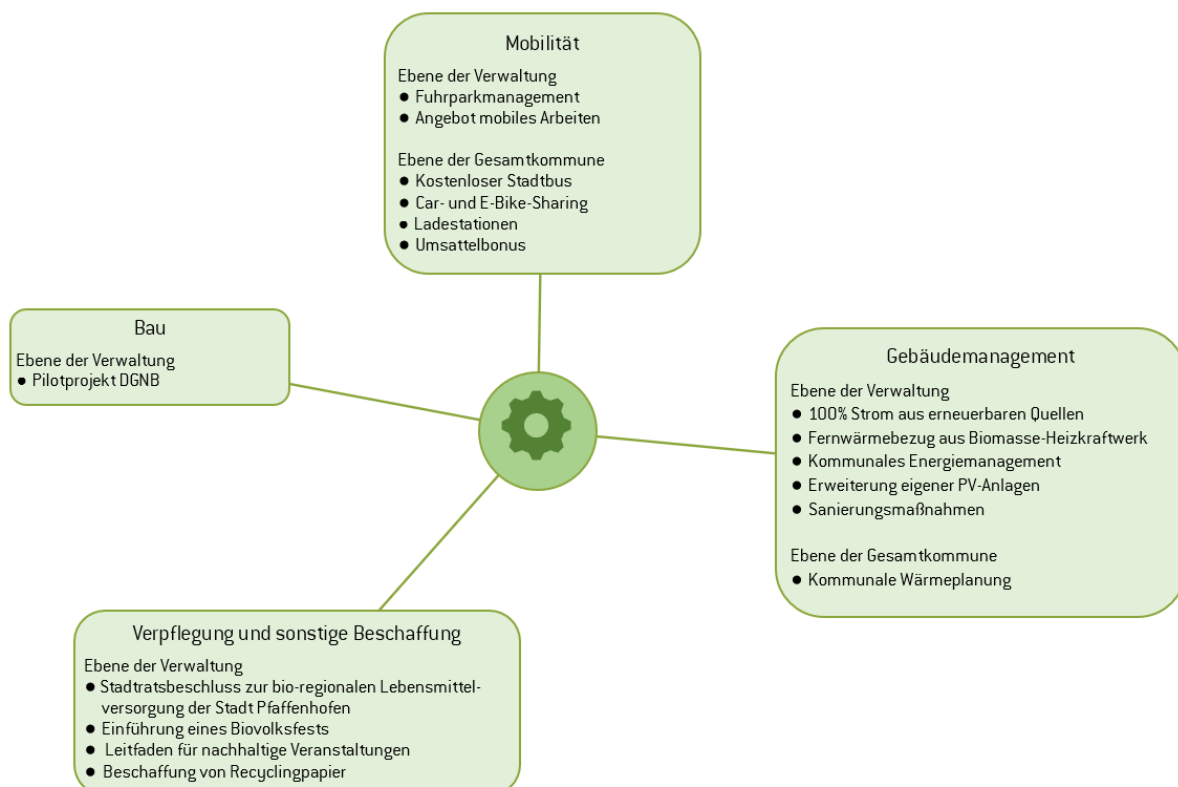 Mobilität
Ebene der Verwaltung
● Fuhrparkmanagement
● Angebot mobiles Arbeiten
Ebene der Gesamtkommune
● Kostenloser Stadtbus
● Car- und E-Bike-Sharing
● Ladestationen
● Umsattelbonus
Bau
Ebene der Verwaltung
● Pilotprojekt DGNB
Gebäudemanagement
Ebene der Verwaltung
● 100% Strom aus erneuerbaren Quellen
● Fernwärmebezug aus Biomasse-Heizkraftwerk
● Kommunales Energiemanagement
● Erweiterung eigener PV-Anlagen
● Sanierungsmaßnahmen
Ebene der Gesamtkommune
● Kommunale Wärmeplanung
Verpflegung und sonstige Beschaffung
Ebene der Verwaltung
● Stadtratsbeschluss zur bio-regionalen Lebensmittel-
versorgung der Stadt Pfaffenhofen
● Einführung eines Biovolksfests
● Leitfaden für nachhaltige Veranstaltungen
● Beschaffung von Recyclingpapier